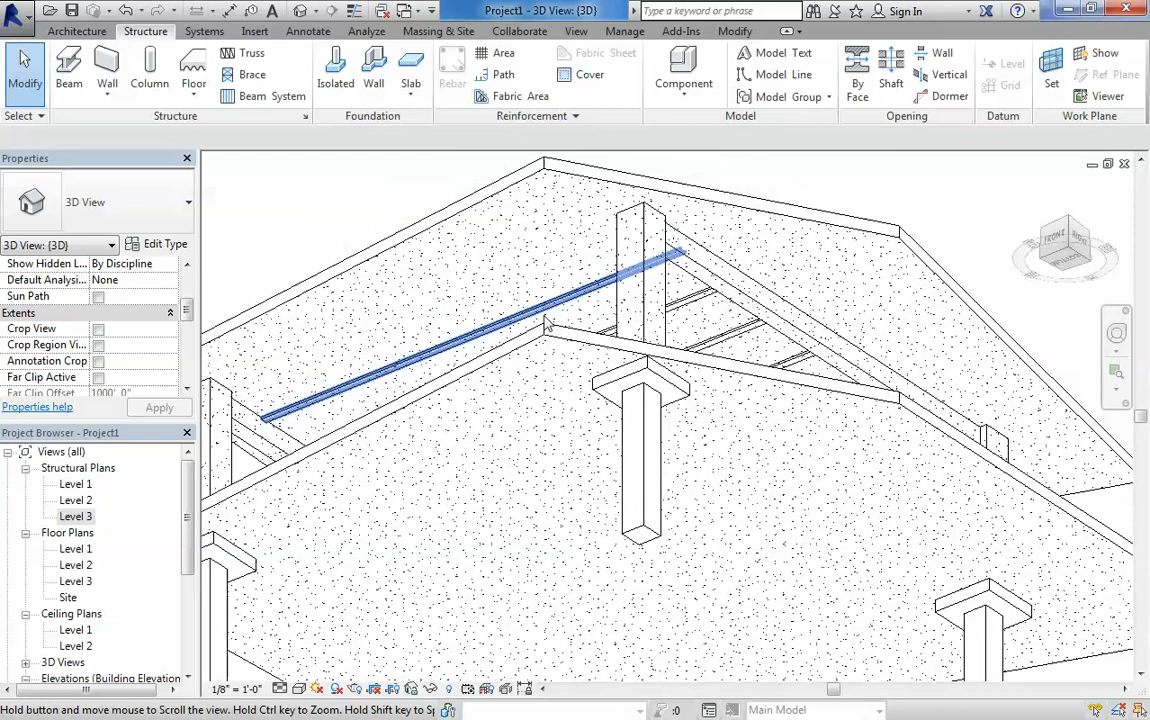 Project1 - 3D View: {3D}
Type a keyword or phrase
Sign In
Architecture
Structure
Systems
Insert
Annotate
Analyze
Massing & Site
Collaborate
View
Manage
Add-Ins
Modify
Modify
Beam
Wall
Column
Floor
Truss
Brace
Beam System
Isolated
Wall
Slab
Rebar
Area
Path
Fabric Area
Fabric Sheet
Cover
Component
Model Text
Model Line
Model Group
By Face
Shaft
Wall
Vertical
Dormer
Level
Grid
Set
Show
Ref Plane
Viewer
Select
Structure
Foundation
Reinforcement
Model
Opening
Datum
Work Plane
Properties
3D View
3D View: {3D}
Edit Type
Show Hidden L... By Discipline
Default Analysi... None
Sun Path
Extents
Crop View
Crop Region Vi...
Annotation Crop
Far Clip Active
Far Clip Offset 1000' 0"
Properties help
Apply
Project Browser - Project1
Views (all)
Structural Plans
Level 1
Level 2
Level 3
Floor Plans
Level 1
Level 2
Level 3
Site
Ceiling Plans
Level 1
Level 2
3D Views
Elevations (Building Elevation
FRONT
RIGHT
BOTTOM
1/8" = 1'-0"
Hold button and move mouse to Scroll the view. Hold Ctrl key to Zoom. Hold Shift key to S
:0
Main Model